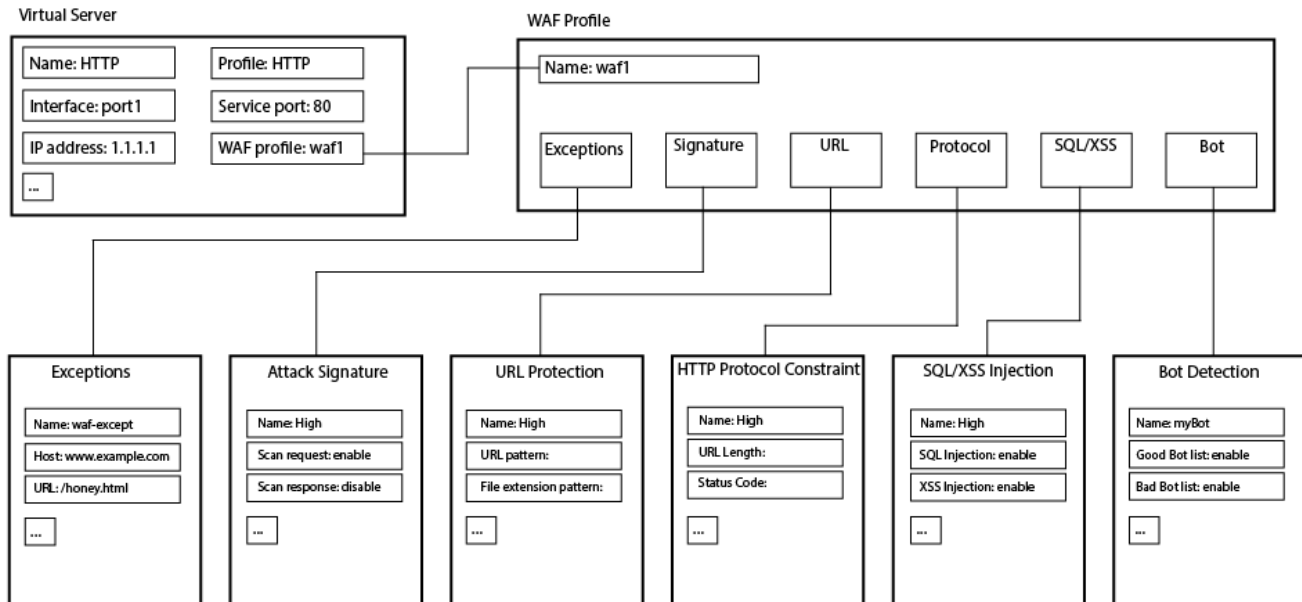 Virtual Server
Name: HTTP
Profile: HTTP
Interface: port1
Service port: 80
IP address: 1.1.1.1
WAF profile: waf1
...
WAF Profile
Name: waf1
Exceptions
Signature
URL
Protocol
SQL/XSS
Bot
Exceptions
Name: waf-except
Host: www.example.com
URL: /honey.html
...
Attack Signature
Name: High
Scan request: enable
Scan response: disable
...
URL Protection
Name: High
URL pattern:
File extension pattern:
...
HTTP Protocol Constraint
Name: High
URL Length:
Status Code:
...
SQL/XSS Injection
Name: High
SQL Injection: enable
XSS Injection: enable
...
Bot Detection
Name: myBot
Good Bot list: enable
Bad Bot list: enable
...